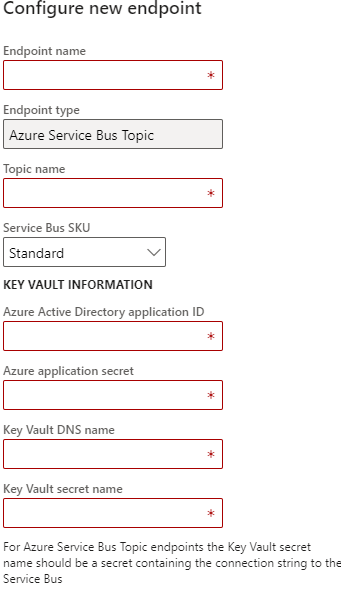 Configure new endpoint
Endpoint name
*
Endpoint type
Azure Service Bus Topic
Topic name
*
Service Bus SKU
Standard
KEY VAULT INFORMATION
Azure Active Directory application ID
*
Azure application secret
*
Key Vault DNS name
*
Key Vault secret name
*
For Azure Service Bus Topic endpoints the Key Vault secret
name should be a secret containing the connection string to the
Service Bus